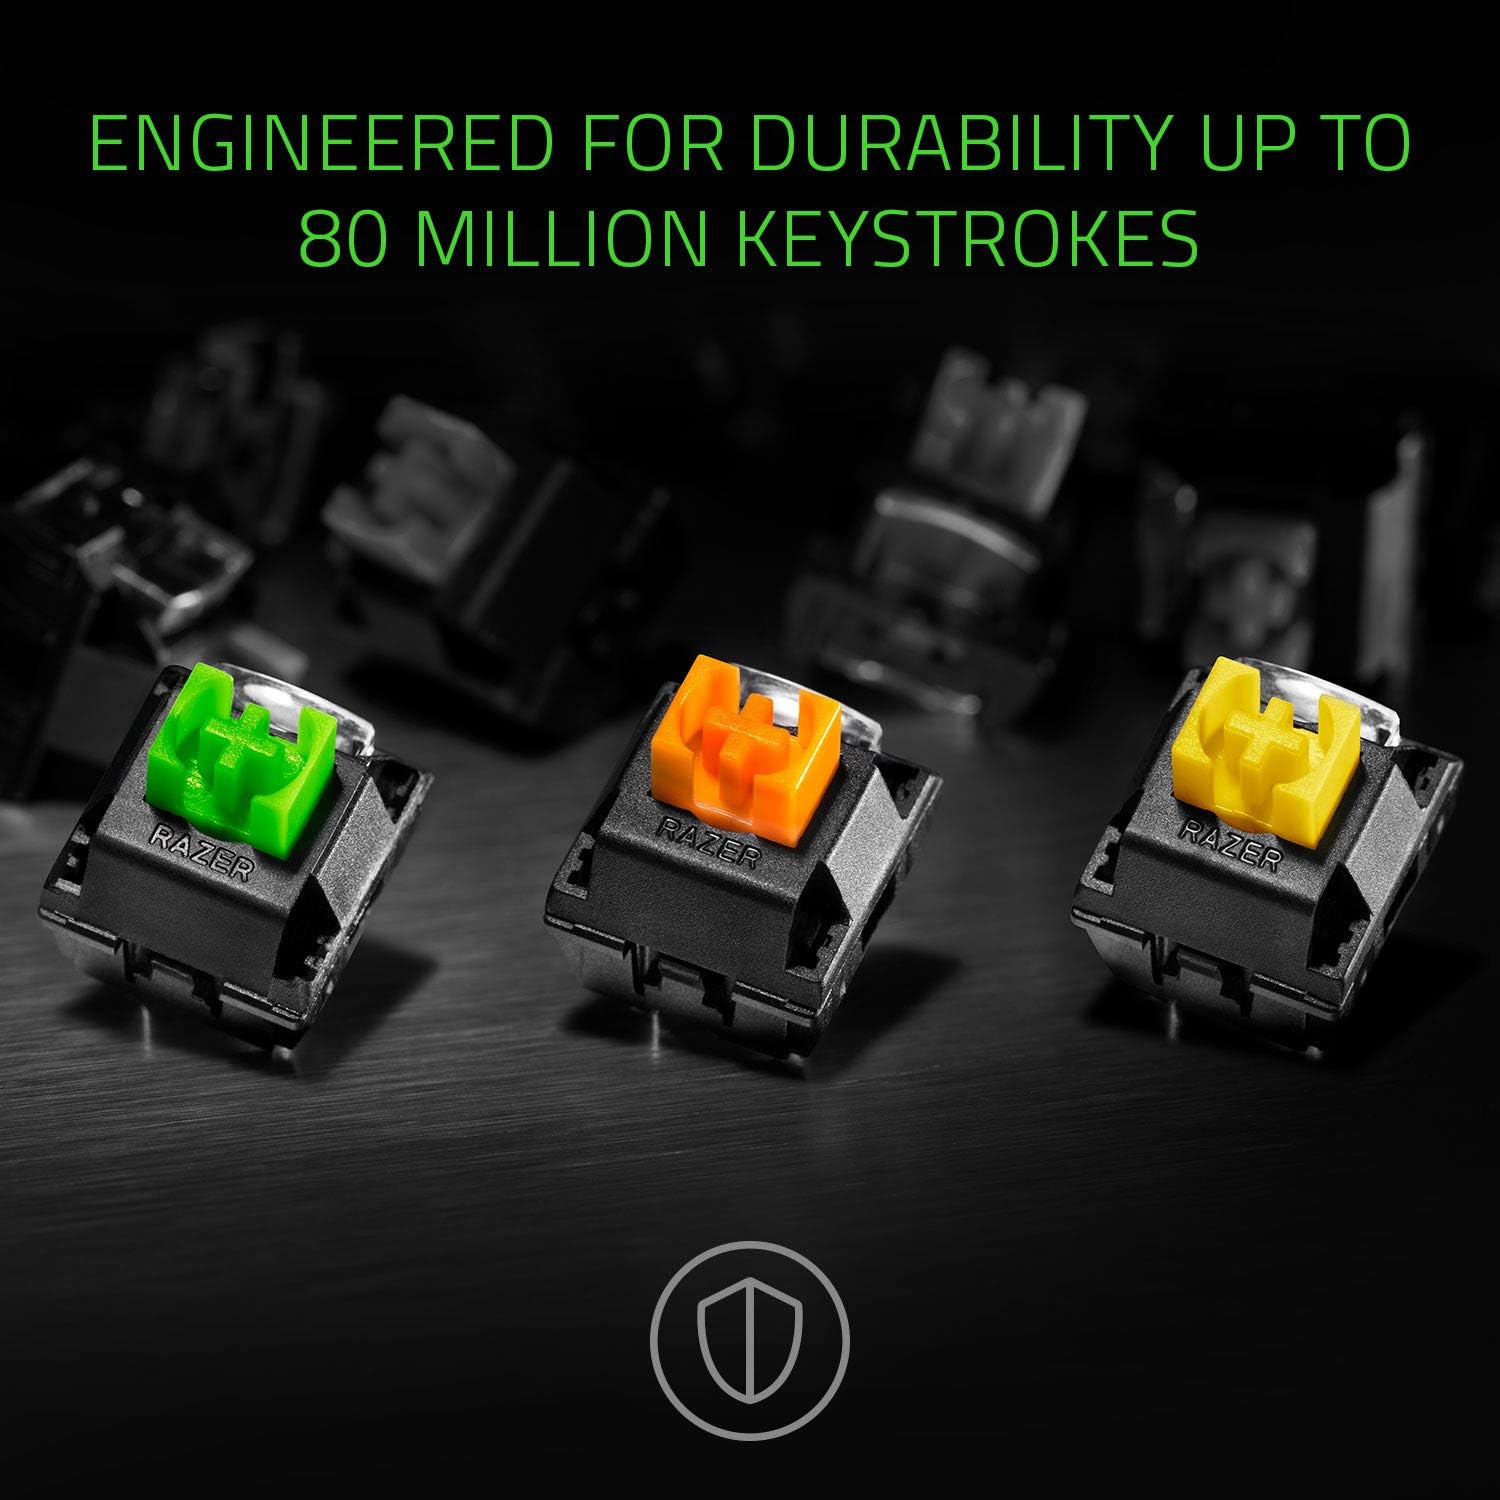 ENGINEERED FOR DURABILITY UP TO
80 MILLION KEYSTROKES
RAZER
RAZER
RAZER